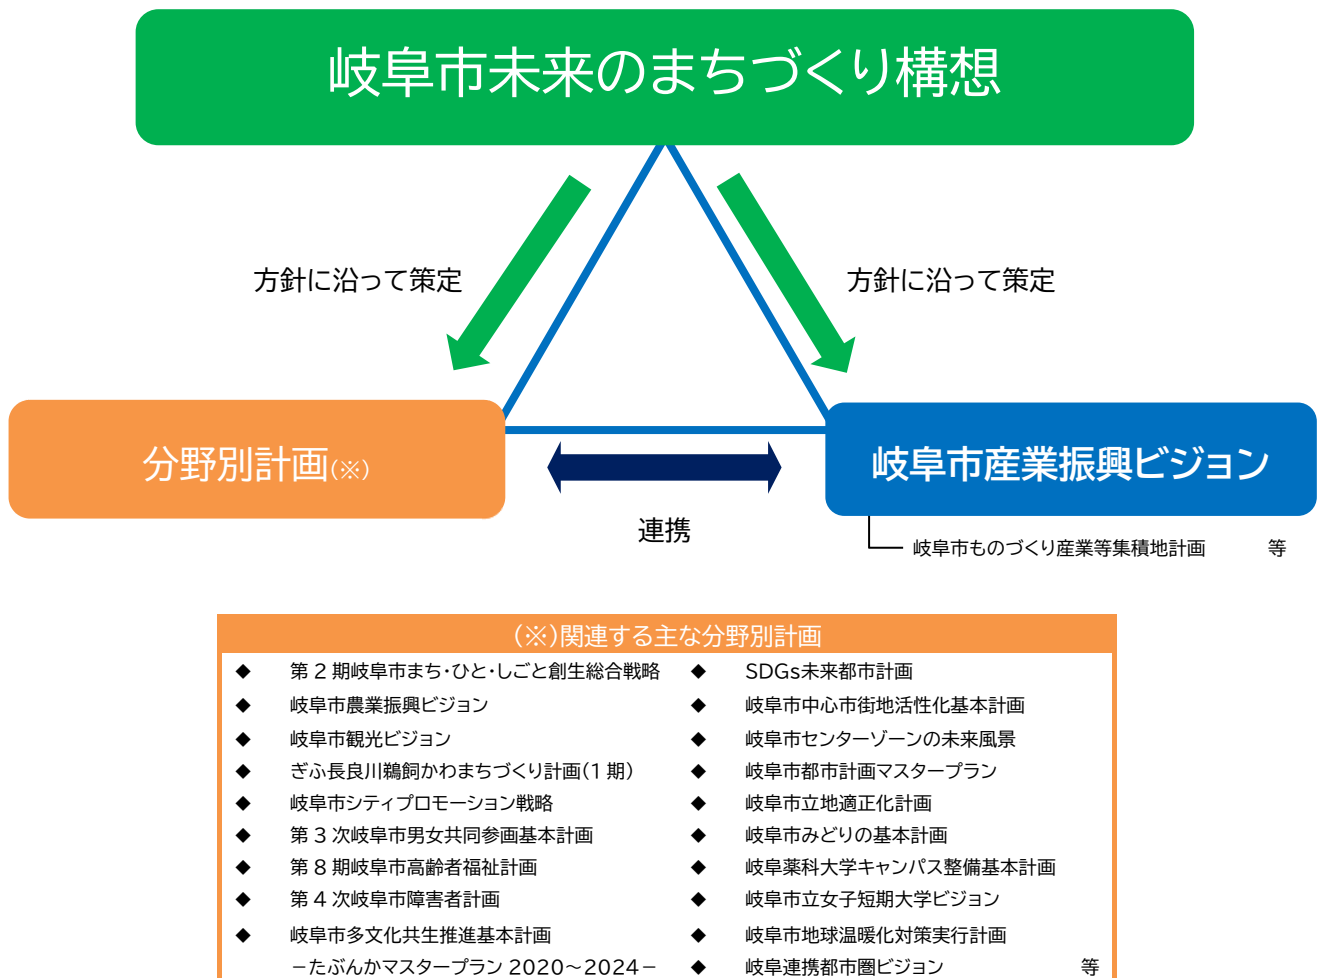 岐阜市未来のまちづくり構想
方針に沿って策定
方針に沿って策定
分野別計画(※)
岐阜市産業振興ビジョン
連携
岐阜市ものづくり産業等集積地計画　等
(※)関連する主な分野別計画
◆ 第2期岐阜市まち・ひと・しごと創生総合戦略
◆ 岐阜市農業振興ビジョン
◆ 岐阜市観光ビジョン
◆ ぎふ長良川鵜飼かわまちづくり計画(1期)
◆ 岐阜市シティプロモーション戦略
◆ 第3次岐阜市男女共同参画基本計画
◆ 第8期岐阜市高齢者福祉計画
◆ 第4次岐阜市障害者計画
◆ 岐阜市多文化共生推進基本計画
－たぶんかマスタープラン 2020～2024－
◆ SDGs未来都市計画
◆ 岐阜市中心市街地活性化基本計画
◆ 岐阜市センターゾーンの未来風景
◆ 岐阜市都市計画マスタープラン
◆ 岐阜市立地適正化計画
◆ 岐阜市みどりの基本計画
◆ 岐阜薬科大学キャンパス整備基本計画
◆ 岐阜市立女子短期大学ビジョン
◆ 岐阜市地球温暖化対策実行計画
◆ 岐阜連携都市圏ビジョン　等